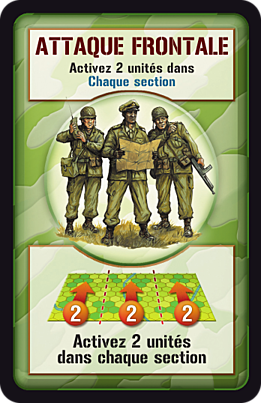 ATTAQUE FRONTALE
Activez 2 unités dans
Chaque section
2 2 2
Activez 2 unités
dans chaque section